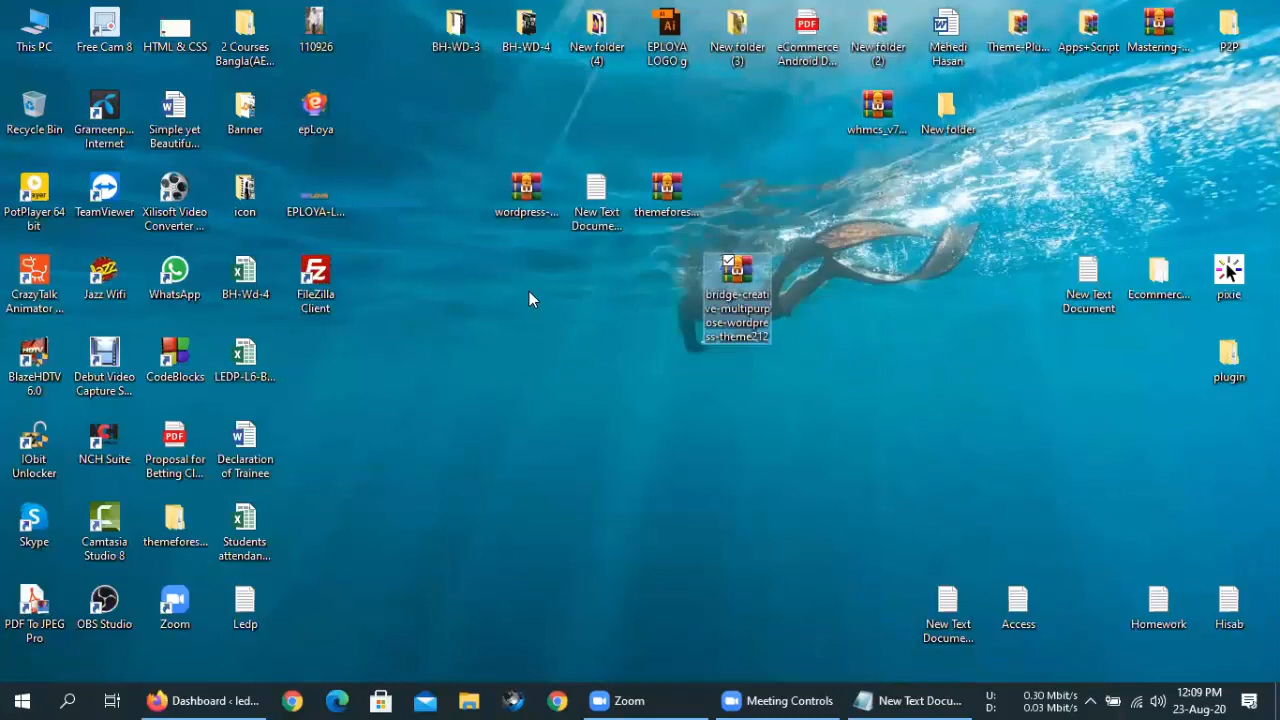 This PC
Free Cam 8
HTML & CSS
2 Courses
Bangla(AE...
110926
BH-WD-3
BH-WD-4
New folder
(4)
EPLOYA
LOGO g
New folder
(3)
eCommerce
Android D...
New folder
(2)
Mehedi
Hasan
Theme-Plu...
Apps+Script
Mastering-...
P2P
Recycle Bin
Grameenp...
Internet
Simple yet
Beautifu...
Banner
epLoya
whmcs_v7...
New folder
PotPlayer 64
bit
TeamViewer
Xilisoft Video
Converter ...
icon
EPLOYA-L...
wordpress-...
New Text
Docume...
themefores...
CrazyTalk
Animator ...
Jazz Wifi
WhatsApp
BH-Wd-4
FileZilla
Client
bridge-creati
ve-multipurp
ose-wordpre
ss-theme212
New Text
Document
Ecommerc...
pixie
BlazeHDTV
6.0
Debut Video
Capture S...
CodeBlocks
LEDP-L6-B...
plugin
IObit
Unlocker
NCH Suite
Proposal for
Betting Cl...
Declaration
of Trainee
Skype
Camtasia
Studio 8
themefores...
Students
attendan...
PDF To JPEG
Pro
OBS Studio
Zoom
Ledp
New Text
Docume...
Access
Homework
Hisab
Dashboard ‹ led...
Zoom
Meeting Controls
New Text Docu...
U: 0.30 Mbit/s
D: 0.03 Mbit/s
12:09 PM
23-Aug-20